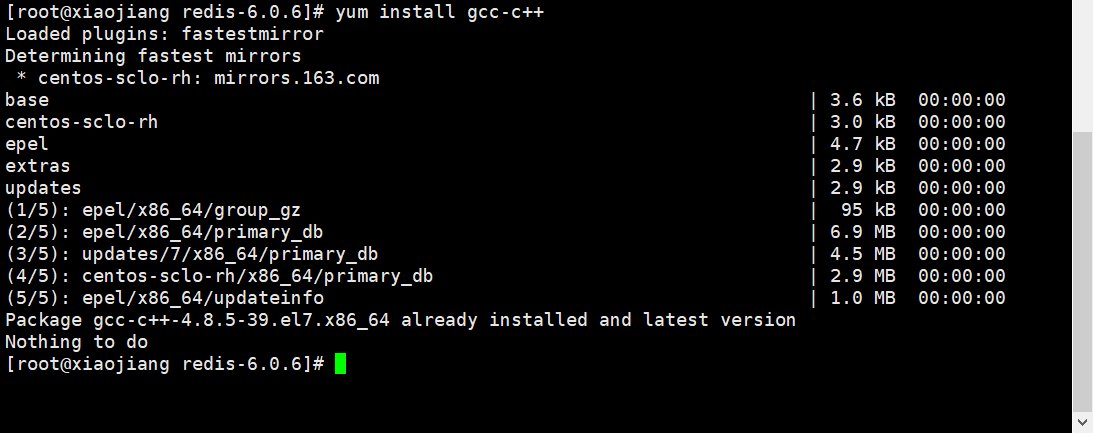 [root@xiaojiang redis-6.0.6]# yum install gcc-c++
Loaded plugins: fastestmirror
Determining fastest mirrors
 * centos-sclo-rh: mirrors.163.com
base | 3.6 kB 00:00:00
centos-sclo-rh | 3.0 kB 00:00:00
epel | 4.7 kB 00:00:00
extras | 2.9 kB 00:00:00
updates | 2.9 kB 00:00:00
(1/5): epel/x86_64/group_gz | 95 kB 00:00:00
(2/5): epel/x86_64/primary_db | 6.9 MB 00:00:00
(3/5): updates/7/x86_64/primary_db | 4.5 MB 00:00:00
(4/5): centos-sclo-rh/x86_64/primary_db | 2.9 MB 00:00:00
(5/5): epel/x86_64/updateinfo | 1.0 MB 00:00:00
Package gcc-c++-4.8.5-39.el7.x86_64 already installed and latest version
Nothing to do
[root@xiaojiang redis-6.0.6]#